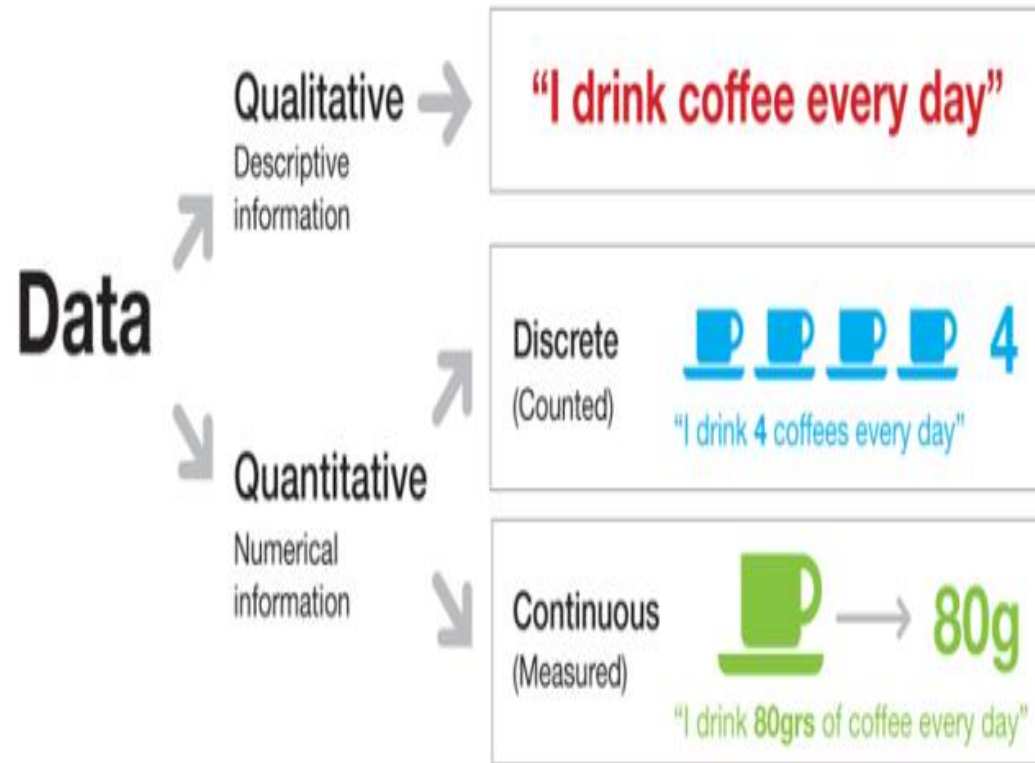 Data
Qualitative
Descriptive
information
“I drink coffee every day”
Quantitative
Numerical
information
Discrete
(Counted)
4
“I drink 4 coffees every day”
Continuous
(Measured)
80g
“I drink 80grs of coffee every day”